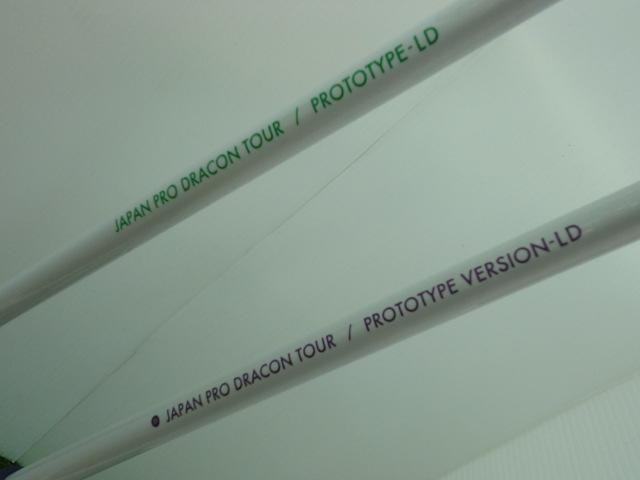 JAPAN PRO DRACON TOUR / PROTOTYPE-LD
JAPAN PRO DRACON TOUR / PROTOTYPE VERSION-LD